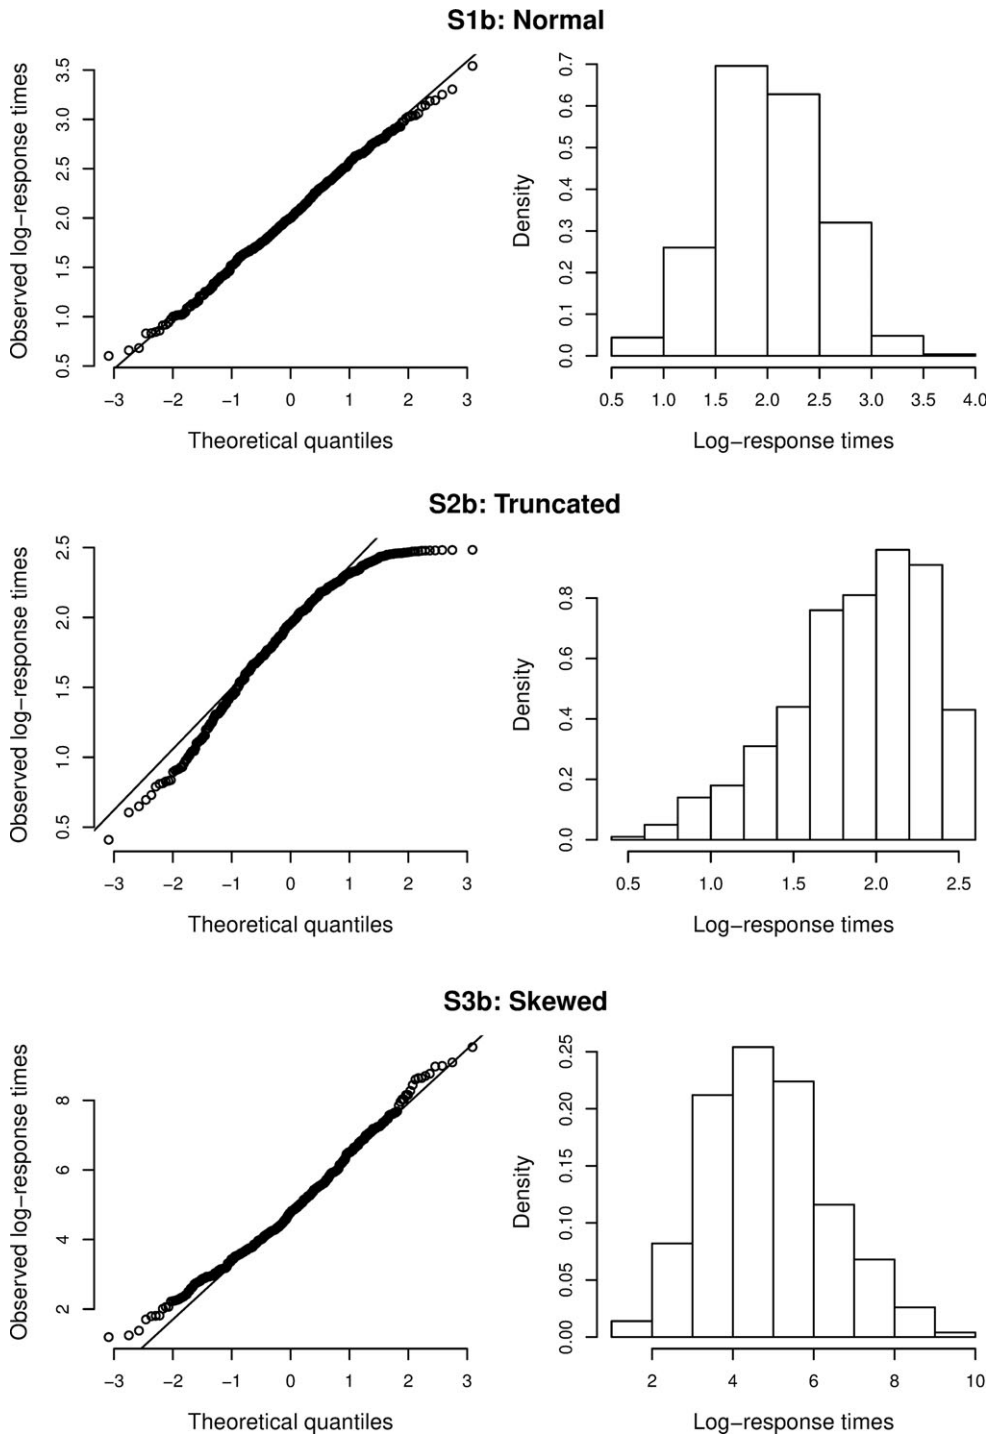 S1b: Normal
Observed log−response times
0.5 1.0 1.5 2.0 2.5 3.0 3.5
−3 −2 −1 0 1 2 3
Theoretical quantiles
Density
0.0 0.1 0.2 0.3 0.4 0.5 0.6 0.7
0.5 1.0 1.5 2.0 2.5 3.0 3.5 4.0
Log−response times
S2b: Truncated
Observed log−response times
0.5 1.0 1.5 2.0 2.5
−3 −2 −1 0 1 2 3
Theoretical quantiles
Density
0.0 0.2 0.4 0.6 0.8
0.5 1.0 1.5 2.0 2.5
Log−response times
S3b: Skewed
Observed log−response times
2 4 6 8
−3 −2 −1 0 1 2 3
Theoretical quantiles
Density
0.00 0.05 0.10 0.15 0.20 0.25
2 4 6 8 10
Log−response times